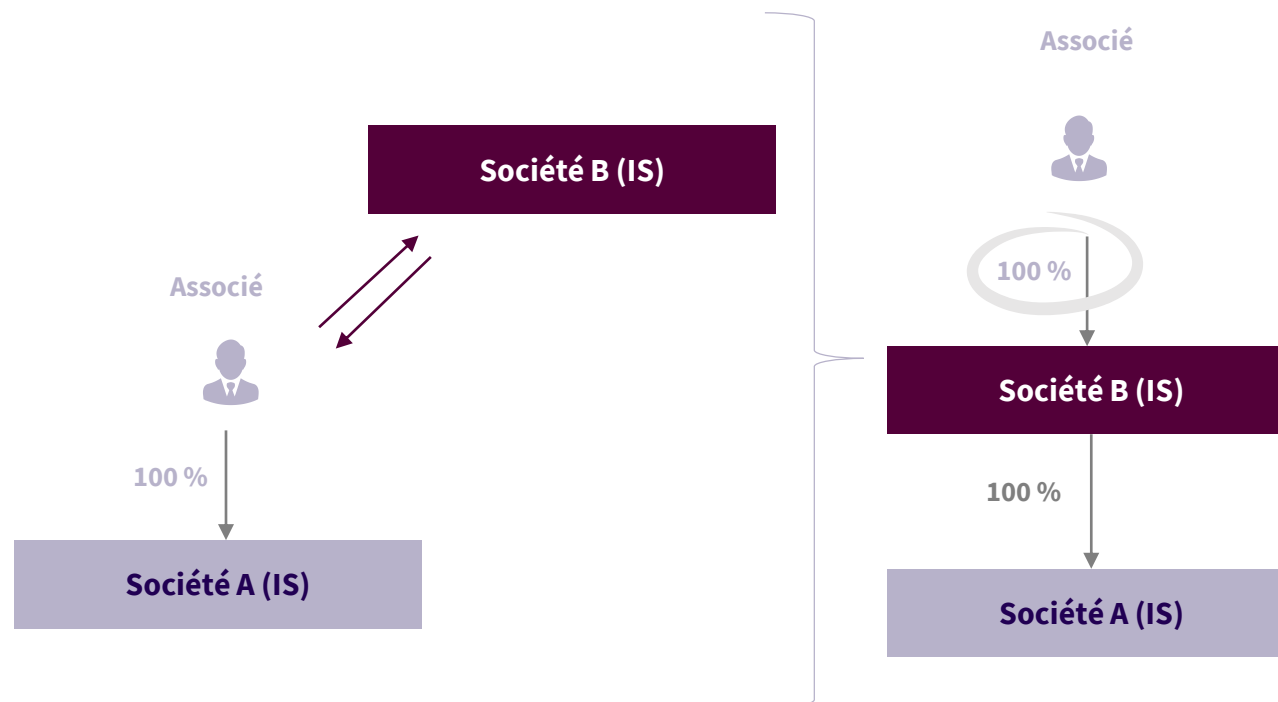 Société B (IS)
Associé
100 %
Société A (IS)
Associé
100 %
Société B (IS)
100 %
Société A (IS)